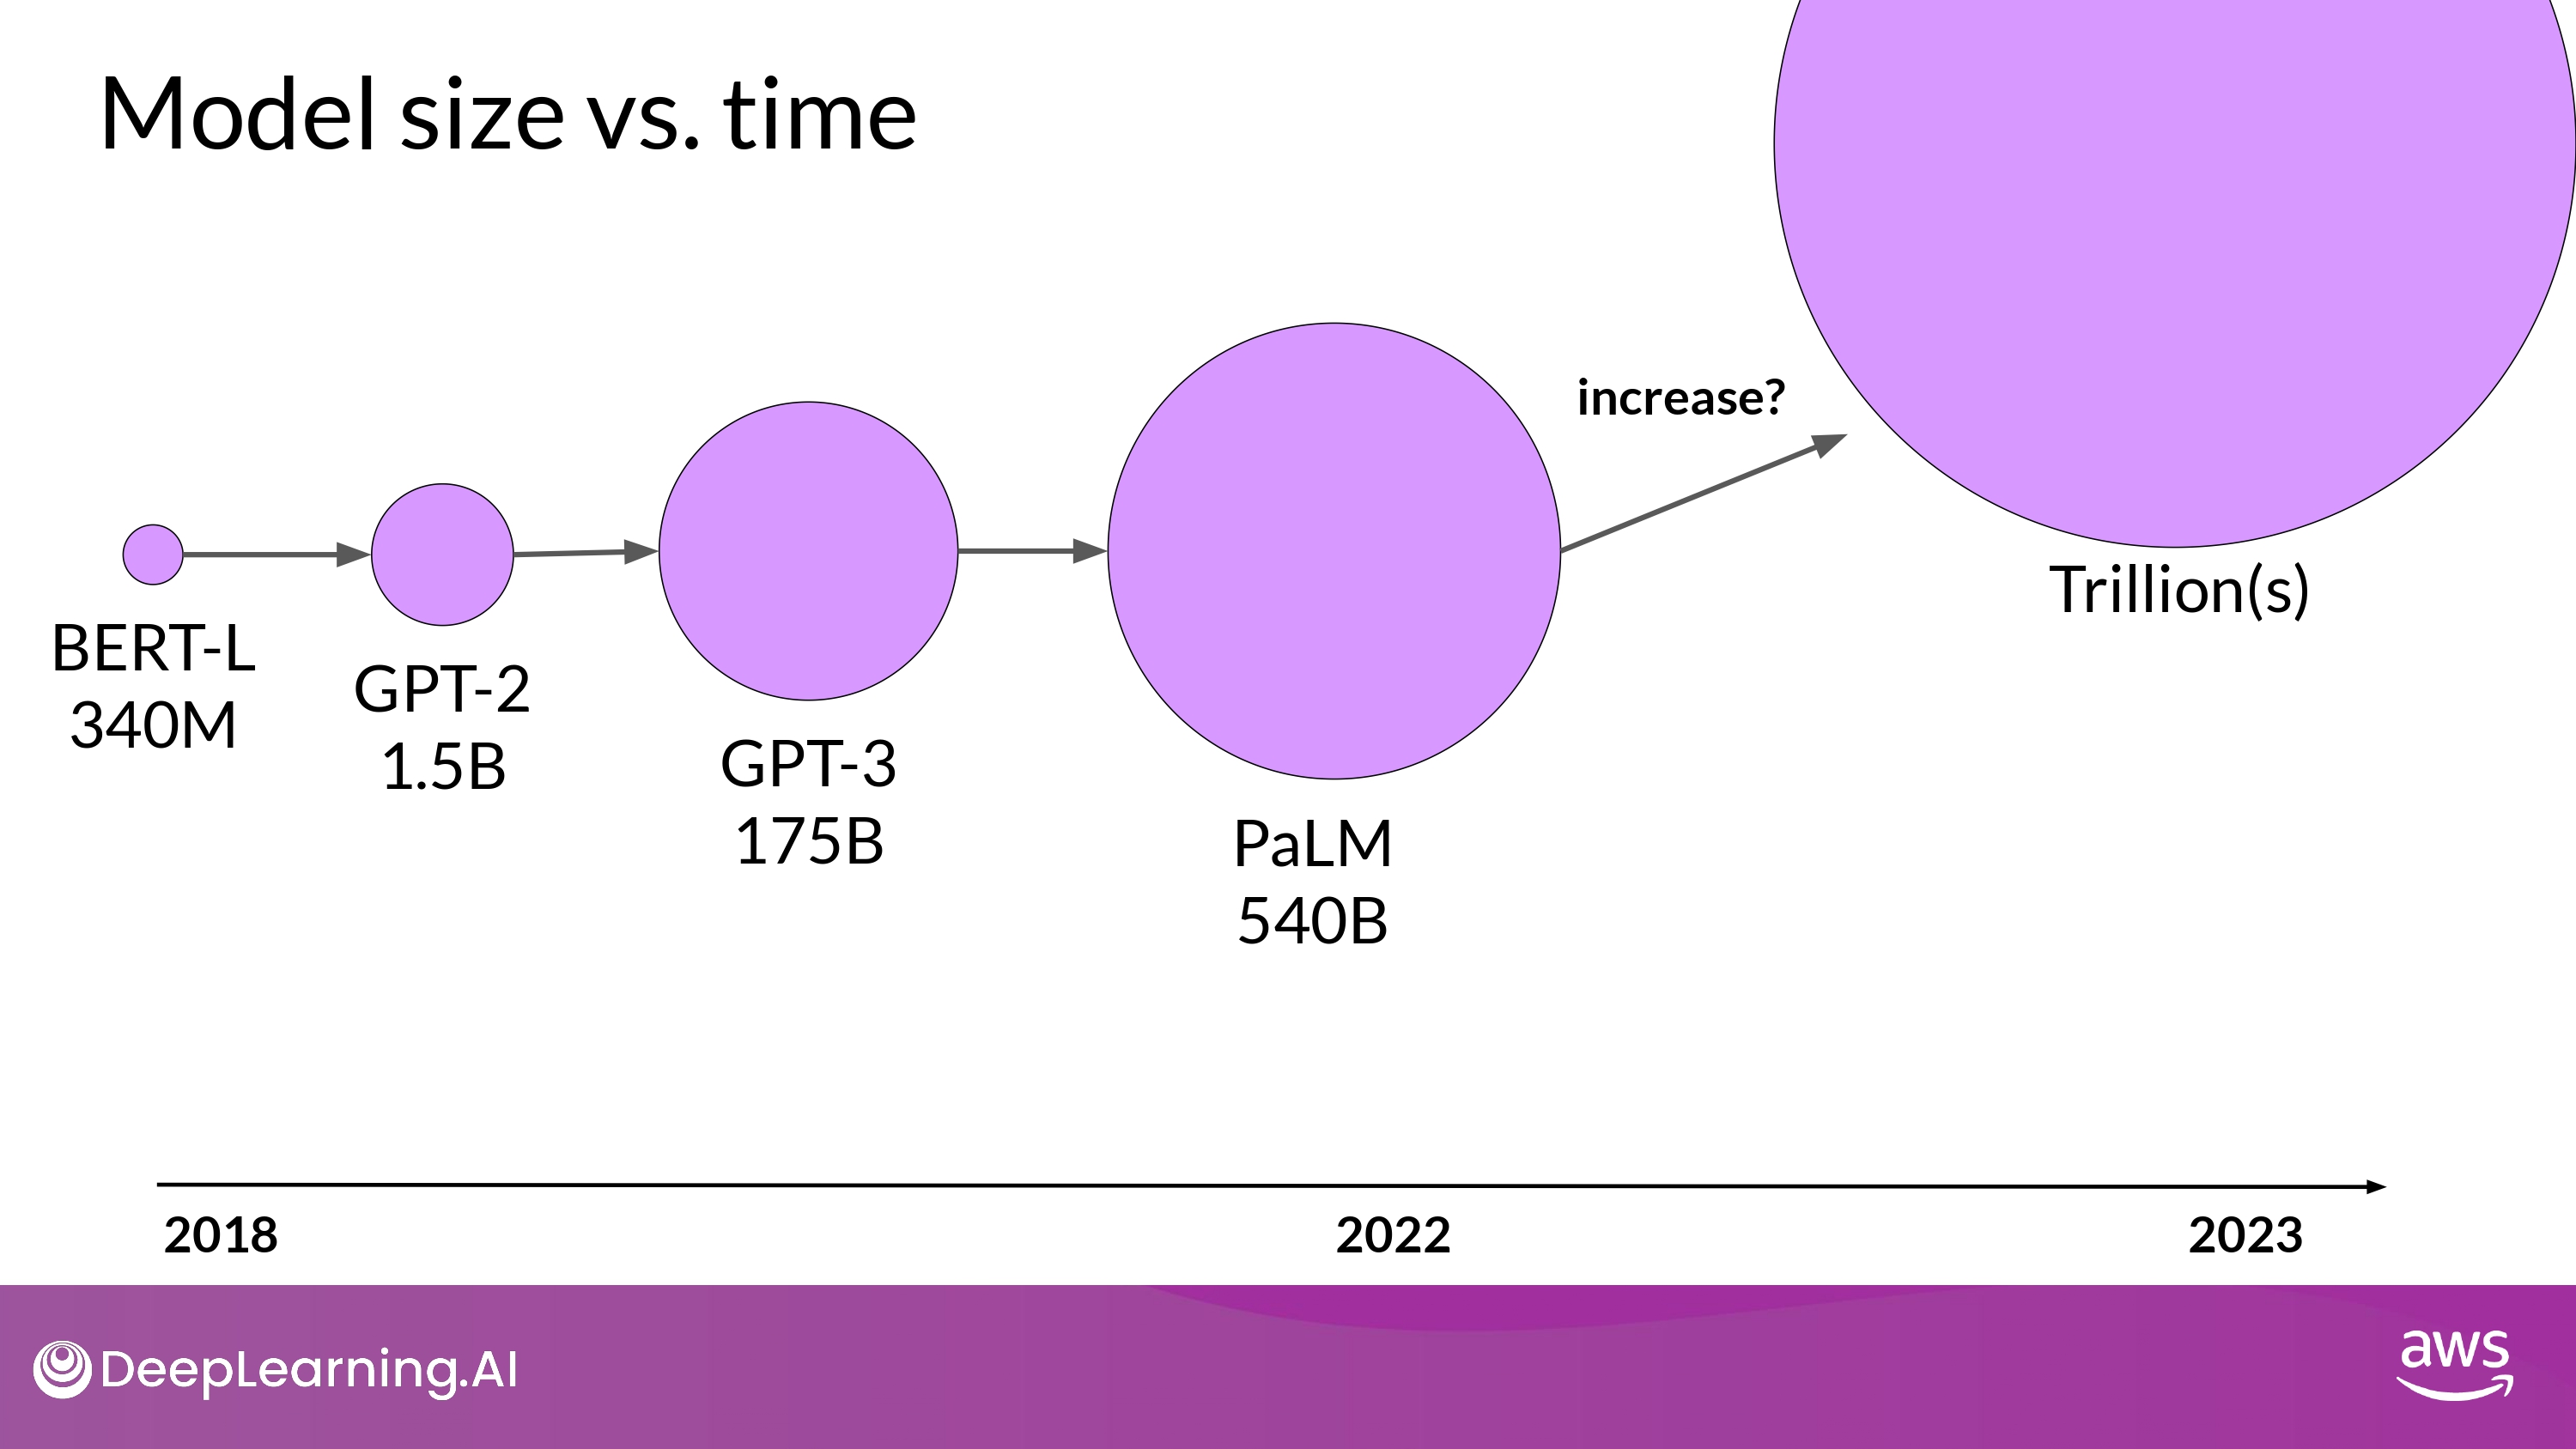 Model size vs. time
increase?
Trillion(s)
BERT-L
340M
GPT-2
1.5B
GPT-3
175B
PaLM
540B
2018
2022
2023
DeepLearning.AI
aws